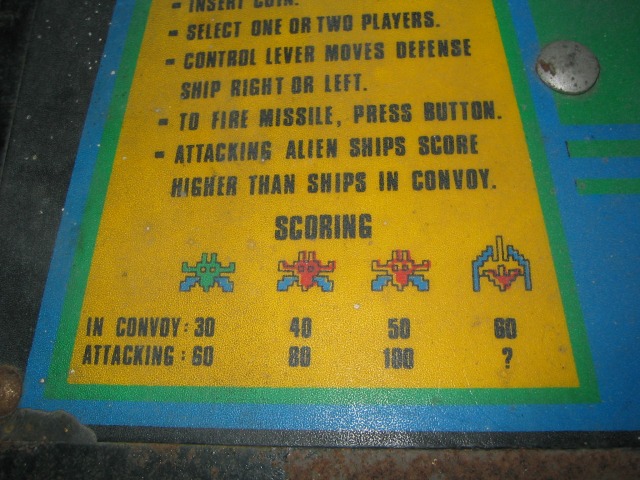 - INSERT COIN.
- SELECT ONE OR TWO PLAYERS.
- CONTROL LEVER MOVES DEFENSE
SHIP RIGHT OR LEFT.
- TO FIRE MISSILE, PRESS BUTTON.
- ATTACKING ALIEN SHIPS SCORE
HIGHER THAN SHIPS IN CONVOY.
SCORING
IN CONVOY: 30 40 50 60
ATTACKING: 60 80 100 ?